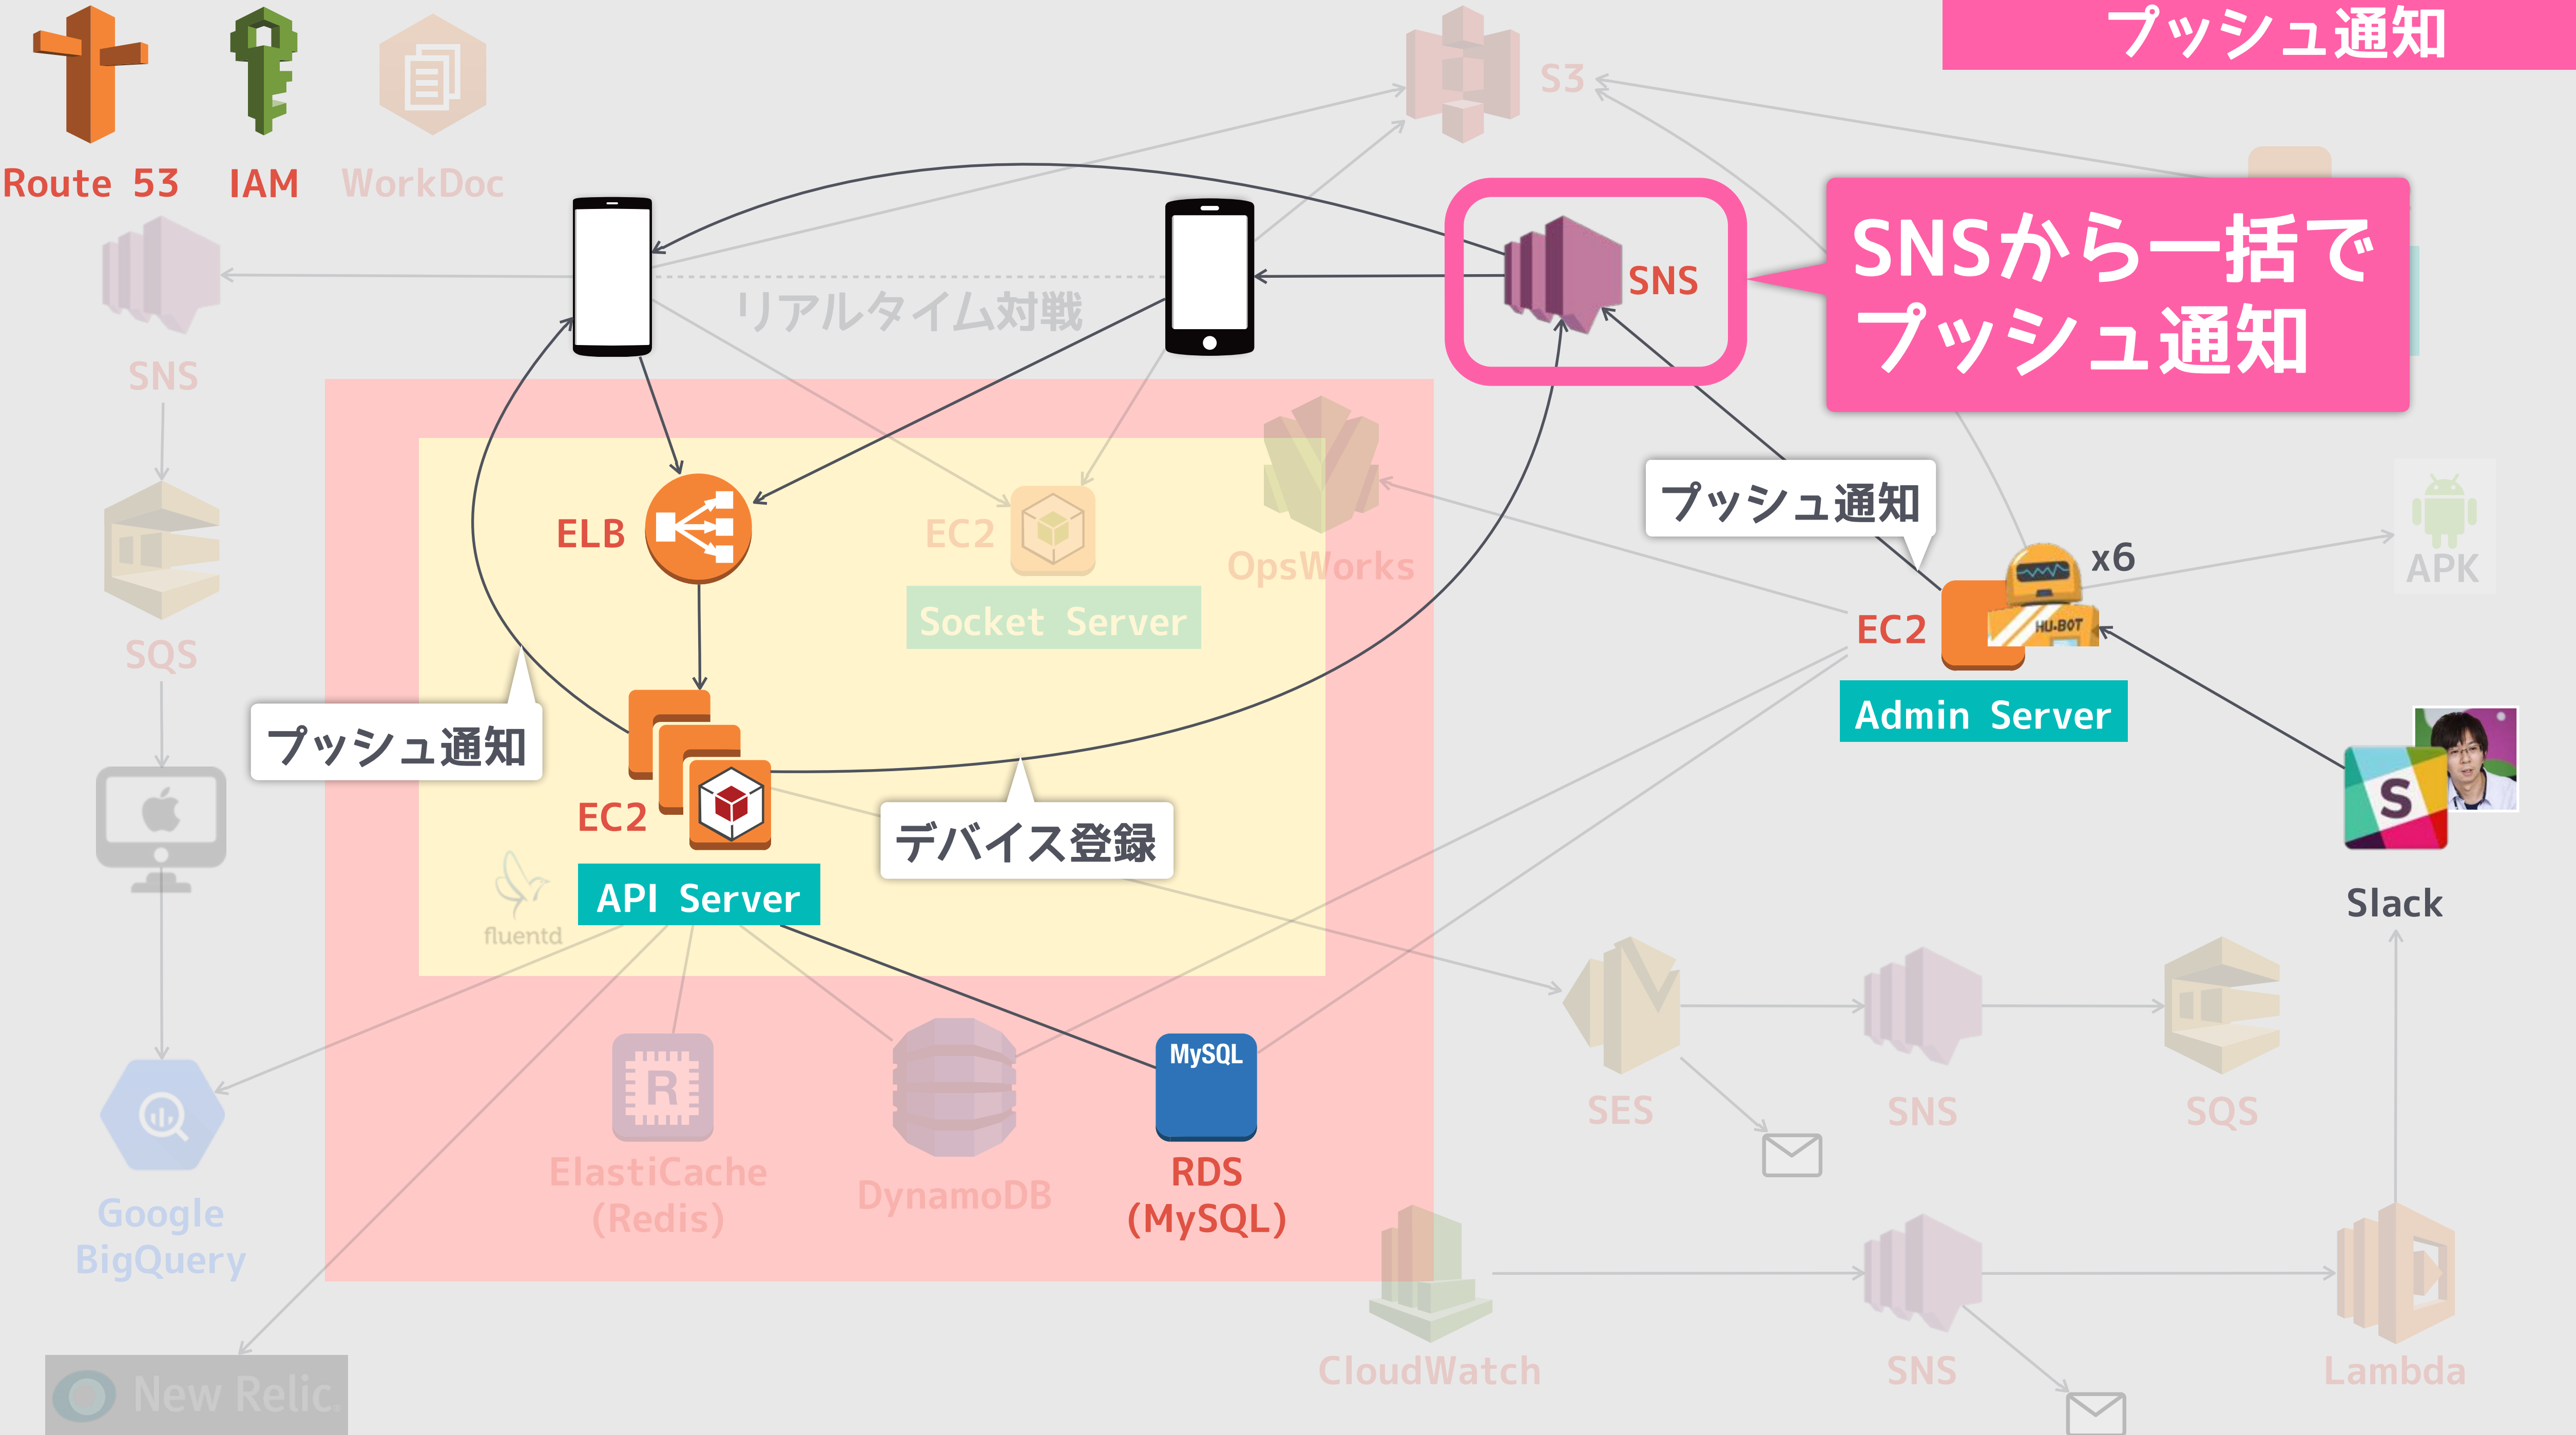 プッシュ通知
S3
Route 53
IAM
WorkDoc
SNSから一括で
プッシュ通知
SNS
リアルタイム対戦
SNS
プッシュ通知
ELB
EC2
OpsWorks
x6
APK
Socket Server
EC2
HU・BOT
SQS
Admin Server
プッシュ通知
EC2
デバイス登録
S
API Server
fluentd
Slack
MySQL
R
ElastiCache
(Redis)
DynamoDB
RDS
(MySQL)
SES
SNS
SQS
Google
BigQuery
CloudWatch
SNS
Lambda
New Relic.